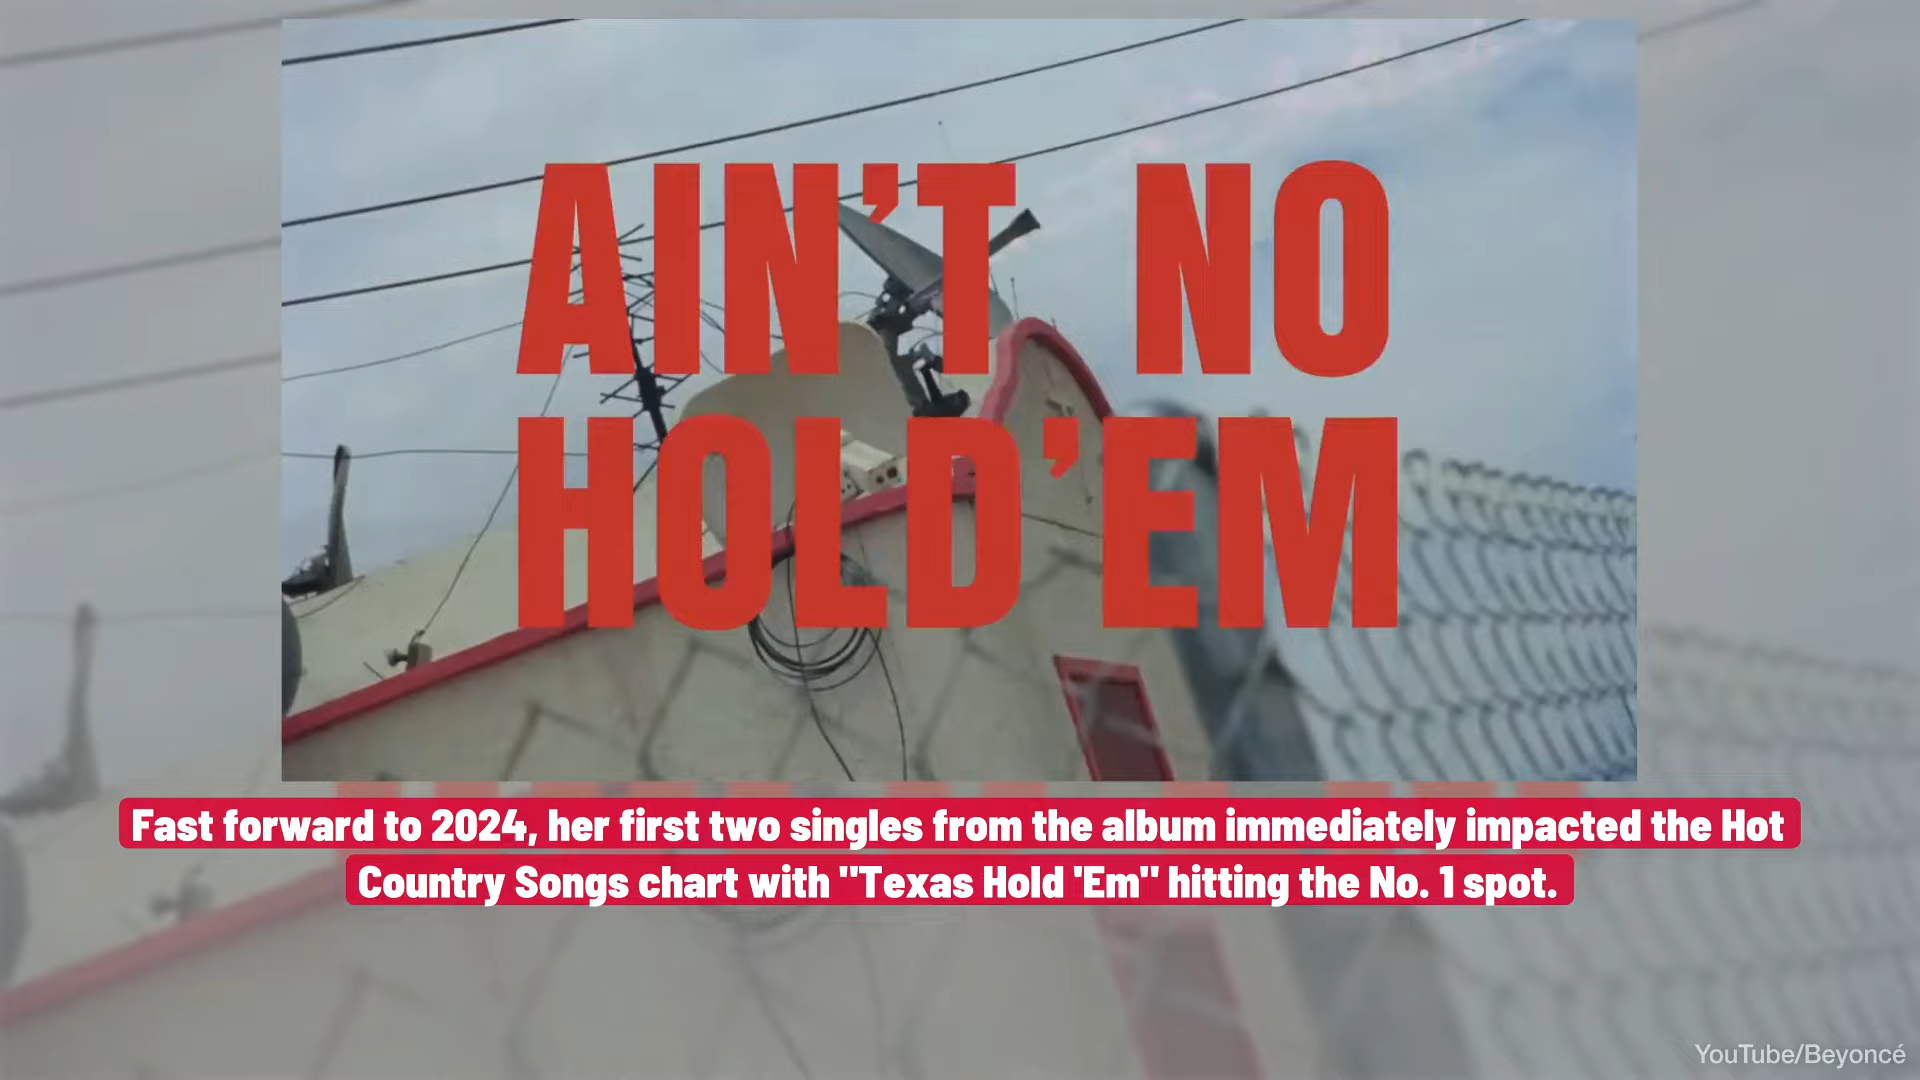 AIN’T NO
HOLD’EM
Fast forward to 2024, her first two singles from the album immediately impacted the Hot
Country Songs chart with "Texas Hold 'Em" hitting the No. 1 spot.
YouTube/Beyoncé